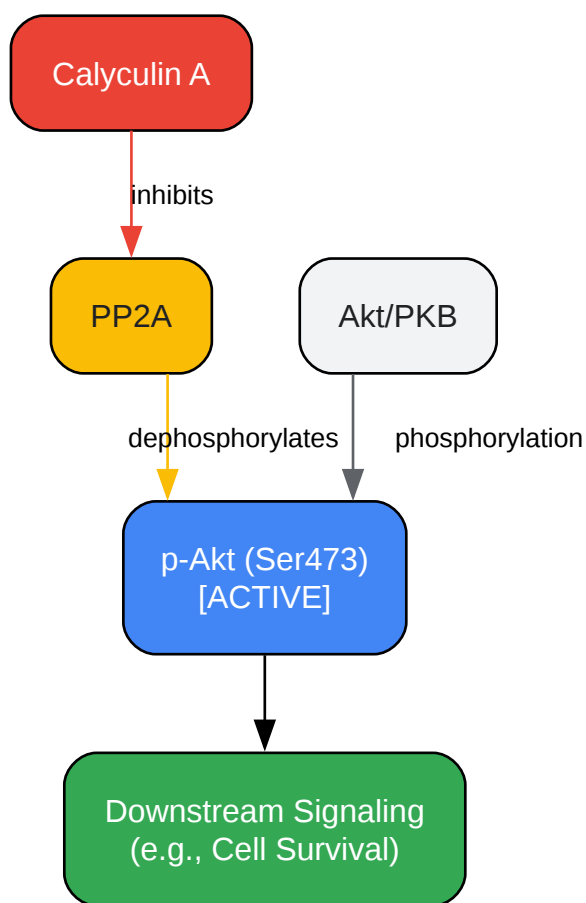 Calyculin A
inhibits
PP2A
Akt/PKB
dephosphorylates
phosphorylation
p-Akt (Ser473)
[ACTIVE]
Downstream Signaling
(e.g., Cell Survival)